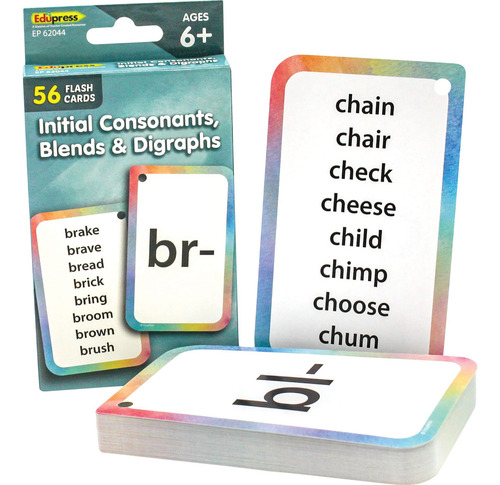 Edupress
EP 62044
AGES
6+
56 FLASH CARDS
Initial Consonants,
Blends & Digraphs
brake
brave
bread
brick
bring
broom
brown
brush
br-
chain
chair
check
cheese
child
chimp
choose
chum
bl-